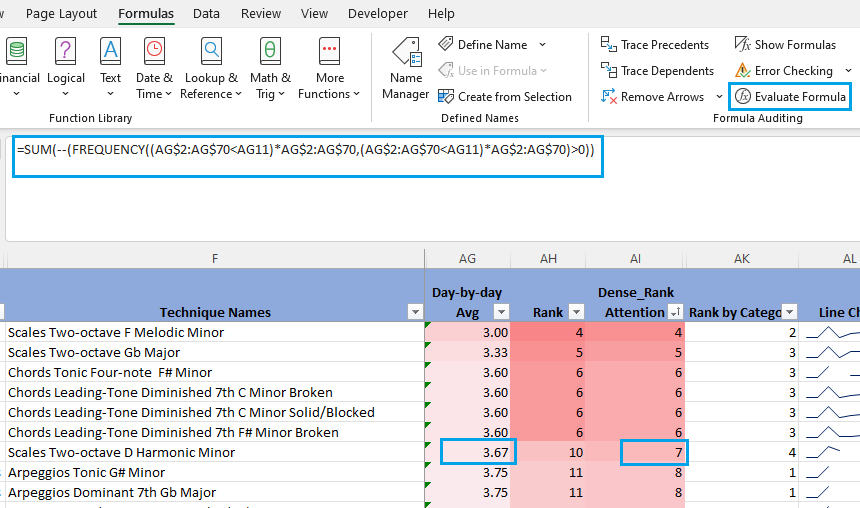 Page Layout Formulas Data Review View Developer Help
Logical Text Date & Time Lookup & Reference Math & Trig More Functions
Function Library
Name Manager
Define Name
Use in Formula
Create from Selection
Defined Names
Trace Precedents
Trace Dependents
Remove Arrows
Show Formulas
Error Checking
Evaluate Formula
Formula Auditing
=SUM(--(FREQUENCY((AG$2:AG$70<AG11)*AG$2:AG$70,(AG$2:AG$70<AG11)*AG$2:AG$70)>0))
F AG AH AI AK AL
Technique Names Day-by-day Avg Rank Dense_Rank Attention Rank by Catego Line Ch
Scales Two-octave F Melodic Minor 3.00 4 4 2
Scales Two-octave Gb Major 3.33 5 5 3
Chords Tonic Four-note F# Minor 3.60 6 6 3
Chords Leading-Tone Diminished 7th C Minor Broken 3.60 6 6 3
Chords Leading-Tone Diminished 7th C Minor Solid/Blocked 3.60 6 6 3
Chords Leading-Tone Diminished 7th F# Minor Broken 3.60 6 6 3
Scales Two-octave D Harmonic Minor 3.67 10 7 4
Arpeggios Tonic G# Minor 3.75 11 8 1
Arpeggios Dominant 7th Gb Major 3.75 11 8 1